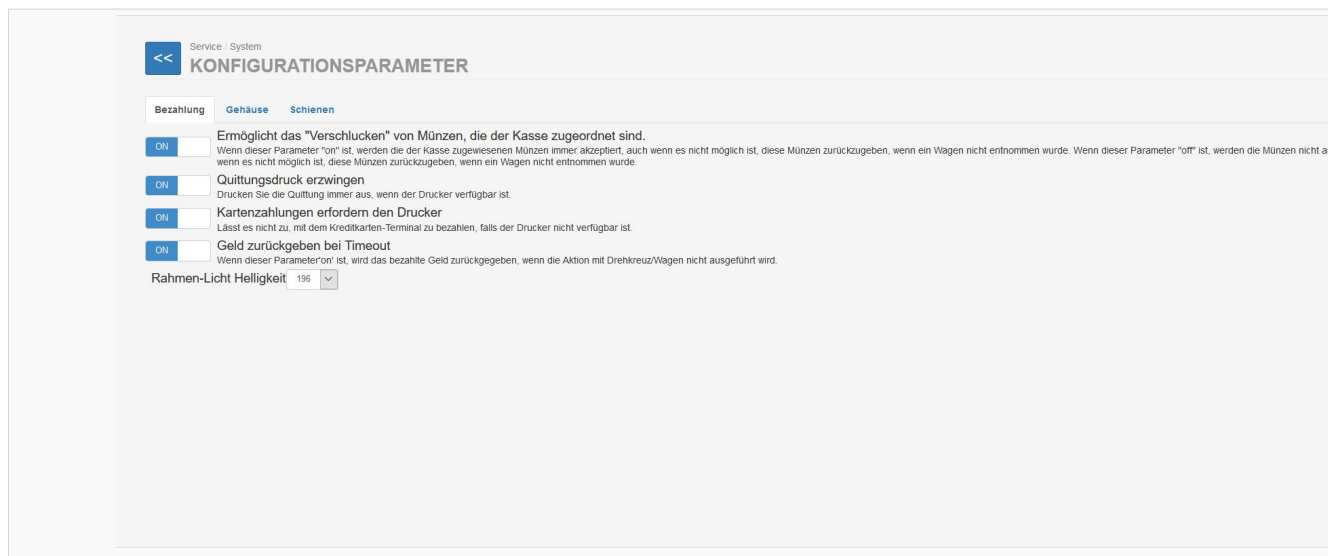 <<
Service / System
KONFIGURATIONSPARAMETER
Bezahlung Gehäuse Schienen
ON
Ermöglicht das "Verschlucken" von Münzen, die der Kasse zugeordnet sind.
Wenn dieser Parameter "on" ist, werden die der Kasse zugewiesenen Münzen immer akzeptiert, auch wenn es nicht möglich ist, diese Münzen zurückzugeben, wenn ein Wagen nicht entnommen wurde. Wenn dieser Parameter "off" ist, werden die Münzen nicht
wenn es nicht möglich ist, diese Münzen zurückzugeben, wenn ein Wagen nicht entnommen wurde.
ON
Quittungsdruck erzwingen
Drucken Sie die Quittung immer aus, wenn der Drucker verfügbar ist.
ON
Kartenzahlungen erfordern den Drucker
Lässt es nicht zu, mit dem Kreditkarten-Terminal zu bezahlen, falls der Drucker nicht verfügbar ist.
ON
Geld zurückgeben bei Timeout
Wenn dieser Parameter'on' ist, wird das bezahlte Geld zurückgegeben, wenn die Aktion mit Drehkreuz/Wagen nicht ausgeführt wird.
Rahmen-Licht Helligkeit 196